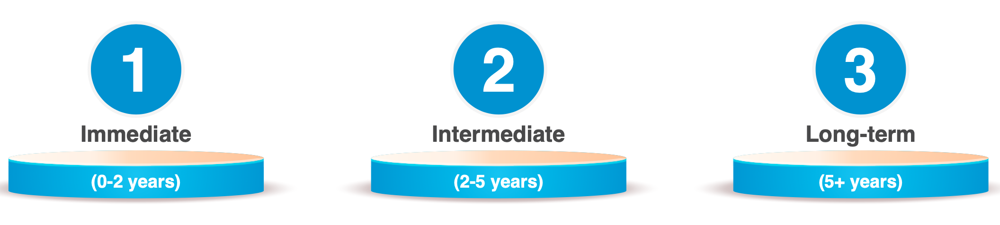 1
Immediate
(0-2 years)
2
Intermediate
(2-5 years)
3
Long-term
(5+ years)